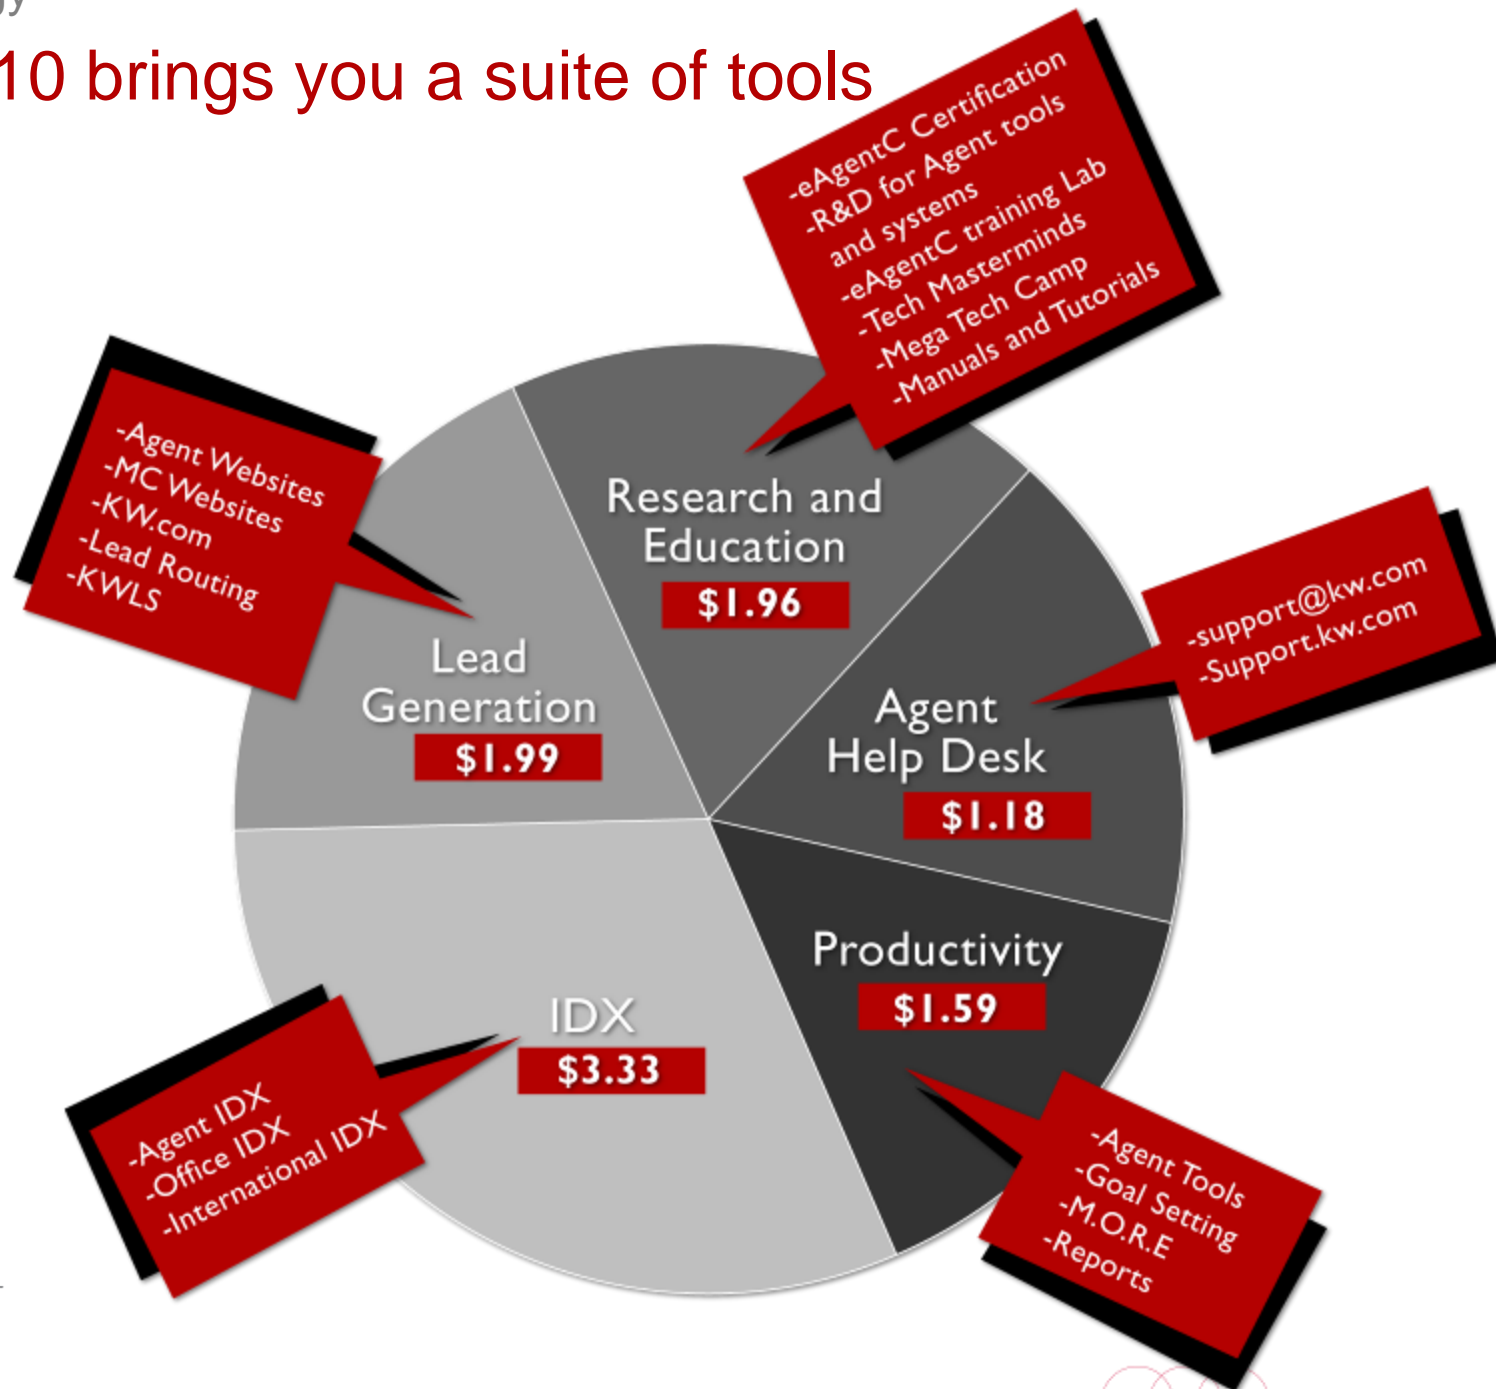 10 brings you a suite of tools
-eAgentC Certification
-R&D for Agent tools
and systems
-eAgentC training Lab
-Tech Masterminds
-Mega Tech Camp
-Manuals and Tutorials
-Agent Websites
-MC Websites
-KW.com
-Lead Routing
-KWLS
Research and
Education
$1.96
-support@kw.com
-Support.kw.com
Lead
Generation
$1.99
Agent
Help Desk
$1.18
Productivity
$1.59
IDX
$3.33
-Agent IDX
-Office IDX
-International IDX
-Agent Tools
-Goal Setting
-M.O.R.E
-Reports